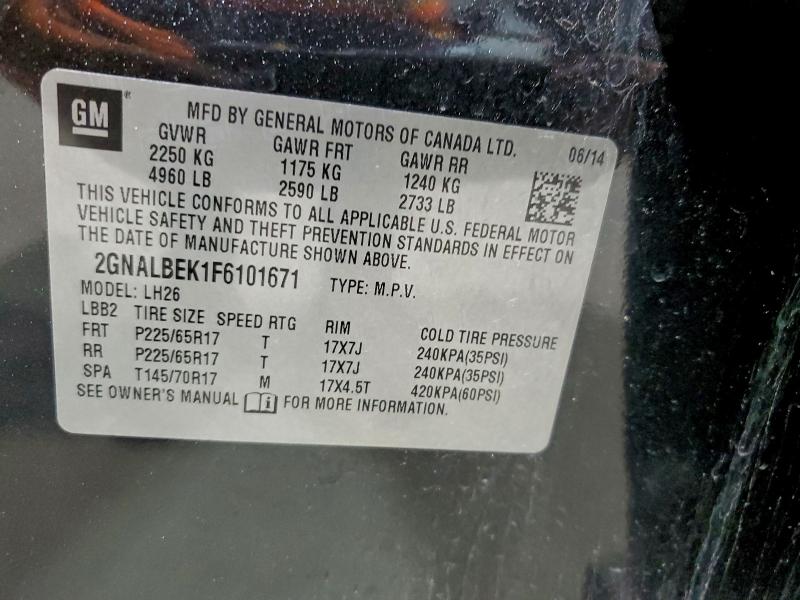 GM ®
MFD BY GENERAL MOTORS OF CANADA LTD.
06/14
GVWR GAWR FRT GAWR RR
2250 KG 1175 KG 1240 KG
4960 LB 2590 LB 2733 LB
THIS VEHICLE CONFORMS TO ALL APPLICABLE U.S. FEDERAL MOTOR
VEHICLE SAFETY AND THEFT PREVENTION STANDARDS IN EFFECT ON
THE DATE OF MANUFACTURE SHOWN ABOVE.
2GNALBEK1F6101671 TYPE: M.P.V.
MODEL: LH26
LBB2 TIRE SIZE SPEED RTG RIM COLD TIRE PRESSURE
FRT P225/65R17 T 17X7J 240KPA(35PSI)
RR P225/65R17 T 17X7J 240KPA(35PSI)
SPA T145/70R17 M 17X4.5T 420KPA(60PSI)
SEE OWNER'S MANUAL i FOR MORE INFORMATION.